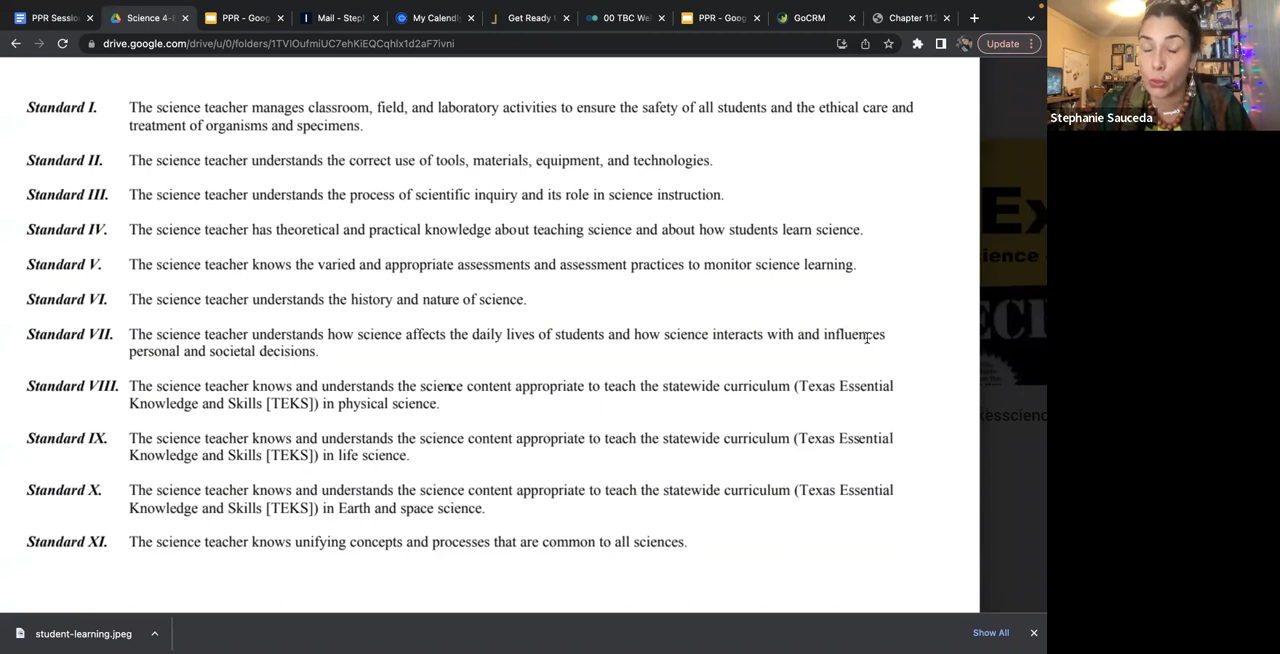 PPR Sessio
Science 4-8
PPR - Goog
Mail - Steph
My Calendl
Get Ready
00 TBC We
PPR - Goog
GoCRM
Chapter 112
drive.google.com/drive/u/0/folders/1TVIOufmiUC7ehKiEQCqhlx1d2aF7ivni
Update
Stephanie Sauceda
Standard I. The science teacher manages classroom, field, and laboratory activities to ensure the safety of all students and the ethical care and
treatment of organisms and specimens.
Standard II. The science teacher understands the correct use of tools, materials, equipment, and technologies.
Standard III. The science teacher understands the process of scientific inquiry and its role in science instruction.
Standard IV. The science teacher has theoretical and practical knowledge about teaching science and about how students learn science.
Standard V. The science teacher knows the varied and appropriate assessments and assessment practices to monitor science learning.
Standard VI. The science teacher understands the history and nature of science.
Standard VII. The science teacher understands how science affects the daily lives of students and how science interacts with and influences
personal and societal decisions.
Standard VIII. The science teacher knows and understands the science content appropriate to teach the statewide curriculum (Texas Essential
Knowledge and Skills [TEKS]) in physical science.
Standard IX. The science teacher knows and understands the science content appropriate to teach the statewide curriculum (Texas Essential
Knowledge and Skills [TEKS]) in life science.
Standard X. The science teacher knows and understands the science content appropriate to teach the statewide curriculum (Texas Essential
Knowledge and Skills [TEKS]) in Earth and space science.
Standard XI. The science teacher knows unifying concepts and processes that are common to all sciences.
Ex
ience
ECI
exsscienc
student-learning.jpeg
Show All